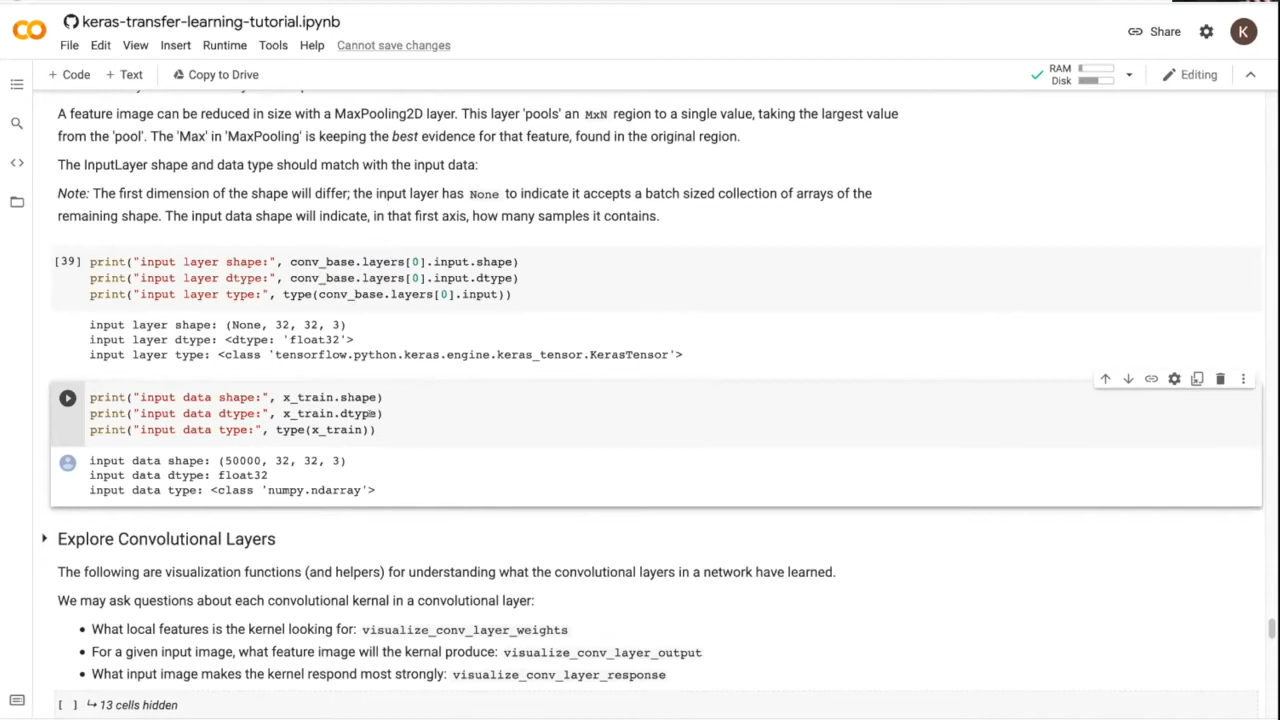 keras-transfer-learning-tutorial.ipynb
File Edit View Insert Runtime Tools Help Cannot save changes
Share
K
+ Code + Text Copy to Drive
RAM
Disk
Editing
A feature image can be reduced in size with a MaxPooling2D layer. This layer 'pools' an MxN region to a single value, taking the largest value
from the 'pool'. The 'Max' in 'MaxPooling' is keeping the best evidence for that feature, found in the original region.
The InputLayer shape and data type should match with the input data:
Note: The first dimension of the shape will differ; the input layer has None to indicate it accepts a batch sized collection of arrays of the
remaining shape. The input data shape will indicate, in that first axis, how many samples it contains.
[39] print("input layer shape:", conv_base.layers[0].input.shape)
print("input layer dtype:", conv_base.layers[0].input.dtype)
print("input layer type:", type(conv_base.layers[0].input))
input layer shape: (None, 32, 32, 3)
input layer dtype: <dtype: 'float32'>
input layer type: <class 'tensorflow.python.keras.engine.keras_tensor.KerasTensor'>
print("input data shape:", x_train.shape)
print("input data dtype:", x_train.dtype)
print("input data type:", type(x_train))
input data shape: (50000, 32, 32, 3)
input data dtype: float32
input data type: <class 'numpy.ndarray'>
Explore Convolutional Layers
The following are visualization functions (and helpers) for understanding what the convolutional layers in a network have learned.
We may ask questions about each convolutional kernal in a convolutional layer:
• What local features is the kernel looking for: visualize_conv_layer_weights
• For a given input image, what feature image will the kernal produce: visualize_conv_layer_output
• What input image makes the kernel respond most strongly: visualize_conv_layer_response
[ ] ↳ 13 cells hidden